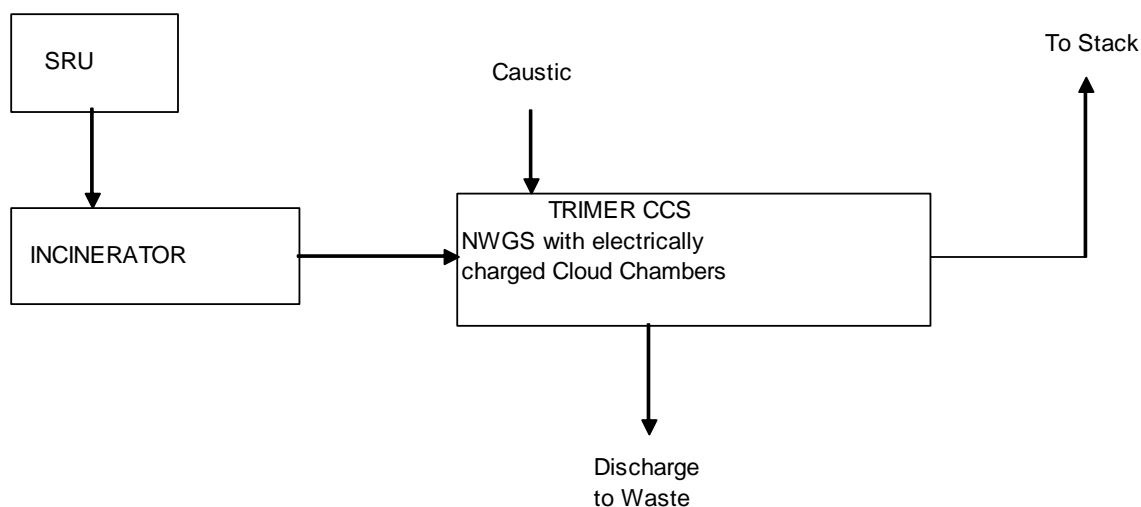 SRU
To Stack
Caustic
TRIMER CCS
NWGS with electrically
charged Cloud Chambers
INCINERATOR
Discharge
to Waste